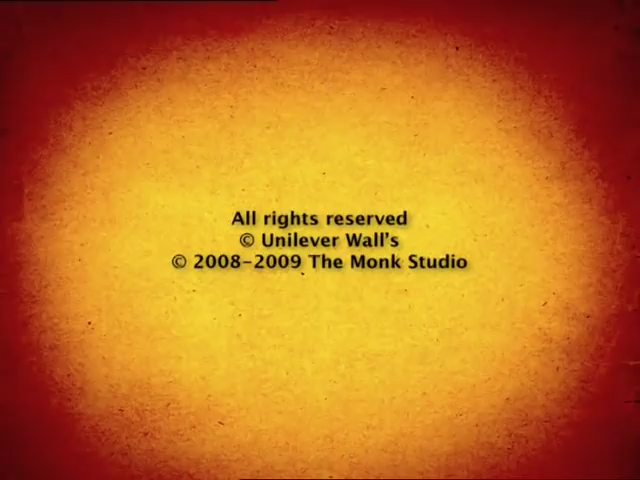 All rights reserved
© Unilever Wall's
© 2008-2009 The Monk Studio